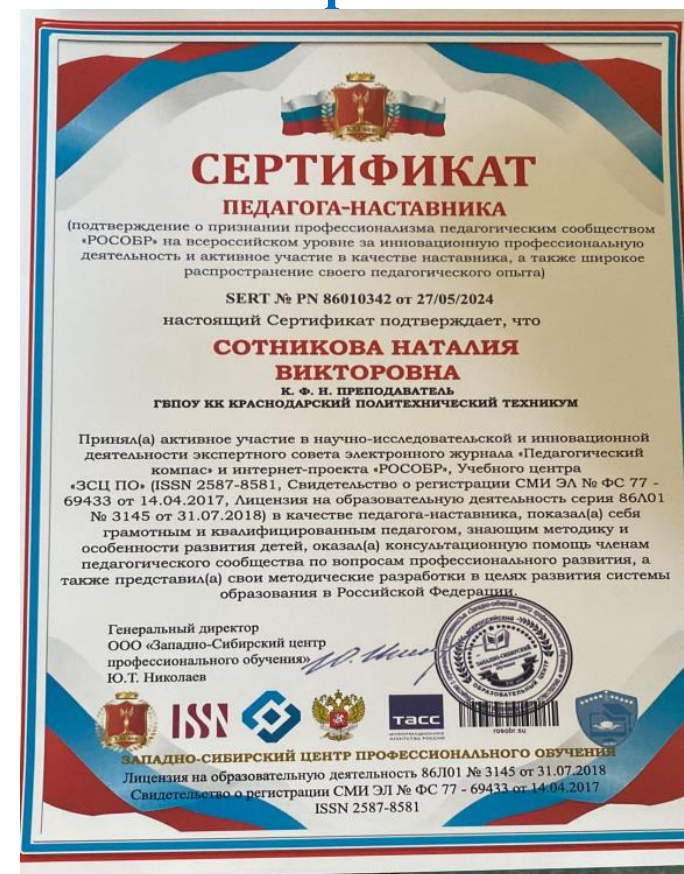 СЕРТИФИКАТ
ПЕДАГОГА-НАСТАВНИКА
(подтверждение о признании профессионализма педагогическим сообществом
«РОСОБР» на всероссийском уровне за инновационную профессиональную
деятельность и активное участие в качестве наставника, а также широкое
распространение своего педагогического опыта)
SERT № PN 86010342 от 27/05/2024
настоящий Сертификат подтверждает, что
СОТНИКОВА НАТАЛИЯ
ВИКТОРОВНА
К. Ф. Н. ПРЕПОДАВАТЕЛЬ
ГБПОУ КК КРАСНОДАРСКИЙ ПОЛИТЕХНИЧЕСКИЙ ТЕХНИКУМ
Принял(а) активное участие в научно-исследовательской и инновационной
деятельности экспертного совета электронного журнала «Педагогический
компас» и интернет-проекта «РОСОБР», Учебного центра
«ЗСЦ ПО» (ISSN 2587-8581, Свидетельство о регистрации СМИ ЭЛ № ФС 77 -
69433 от 14.04.2017, Лицензия на образовательную деятельность серия 86Л01
№ 3145 от 31.07.2018) в качестве педагога-наставника, показал(а) себя
грамотным и квалифицированным педагогом, знающим методику и
особенности развития детей, оказал(а) консультационную помощь членам
педагогического сообщества по вопросам профессионального развития, а
также представил(а) свои методические разработки в целях развития системы
образования в Российской Федерации.
Генеральный директор
ООО «Западно-Сибирский центр
профессионального обучения»
Ю.Т. Николаев
ЗАПАДНО-СИБИРСКИЙ
ОБРАЗОВАТЕЛЬНЫЙ ЦЕНТР
ISSN
ТАСС
rosobr.su
ЗАПАДНО-СИБИРСКИЙ ЦЕНТР ПРОФЕССИОНАЛЬНОГО ОБУЧЕНИЯ
Лицензия на образовательную деятельность 86Л01 № 3145 от 31.07.2018
Свидетельство о регистрации СМИ ЭЛ № ФС 77 - 69433 от 14.04.2017
ISSN 2587-8581